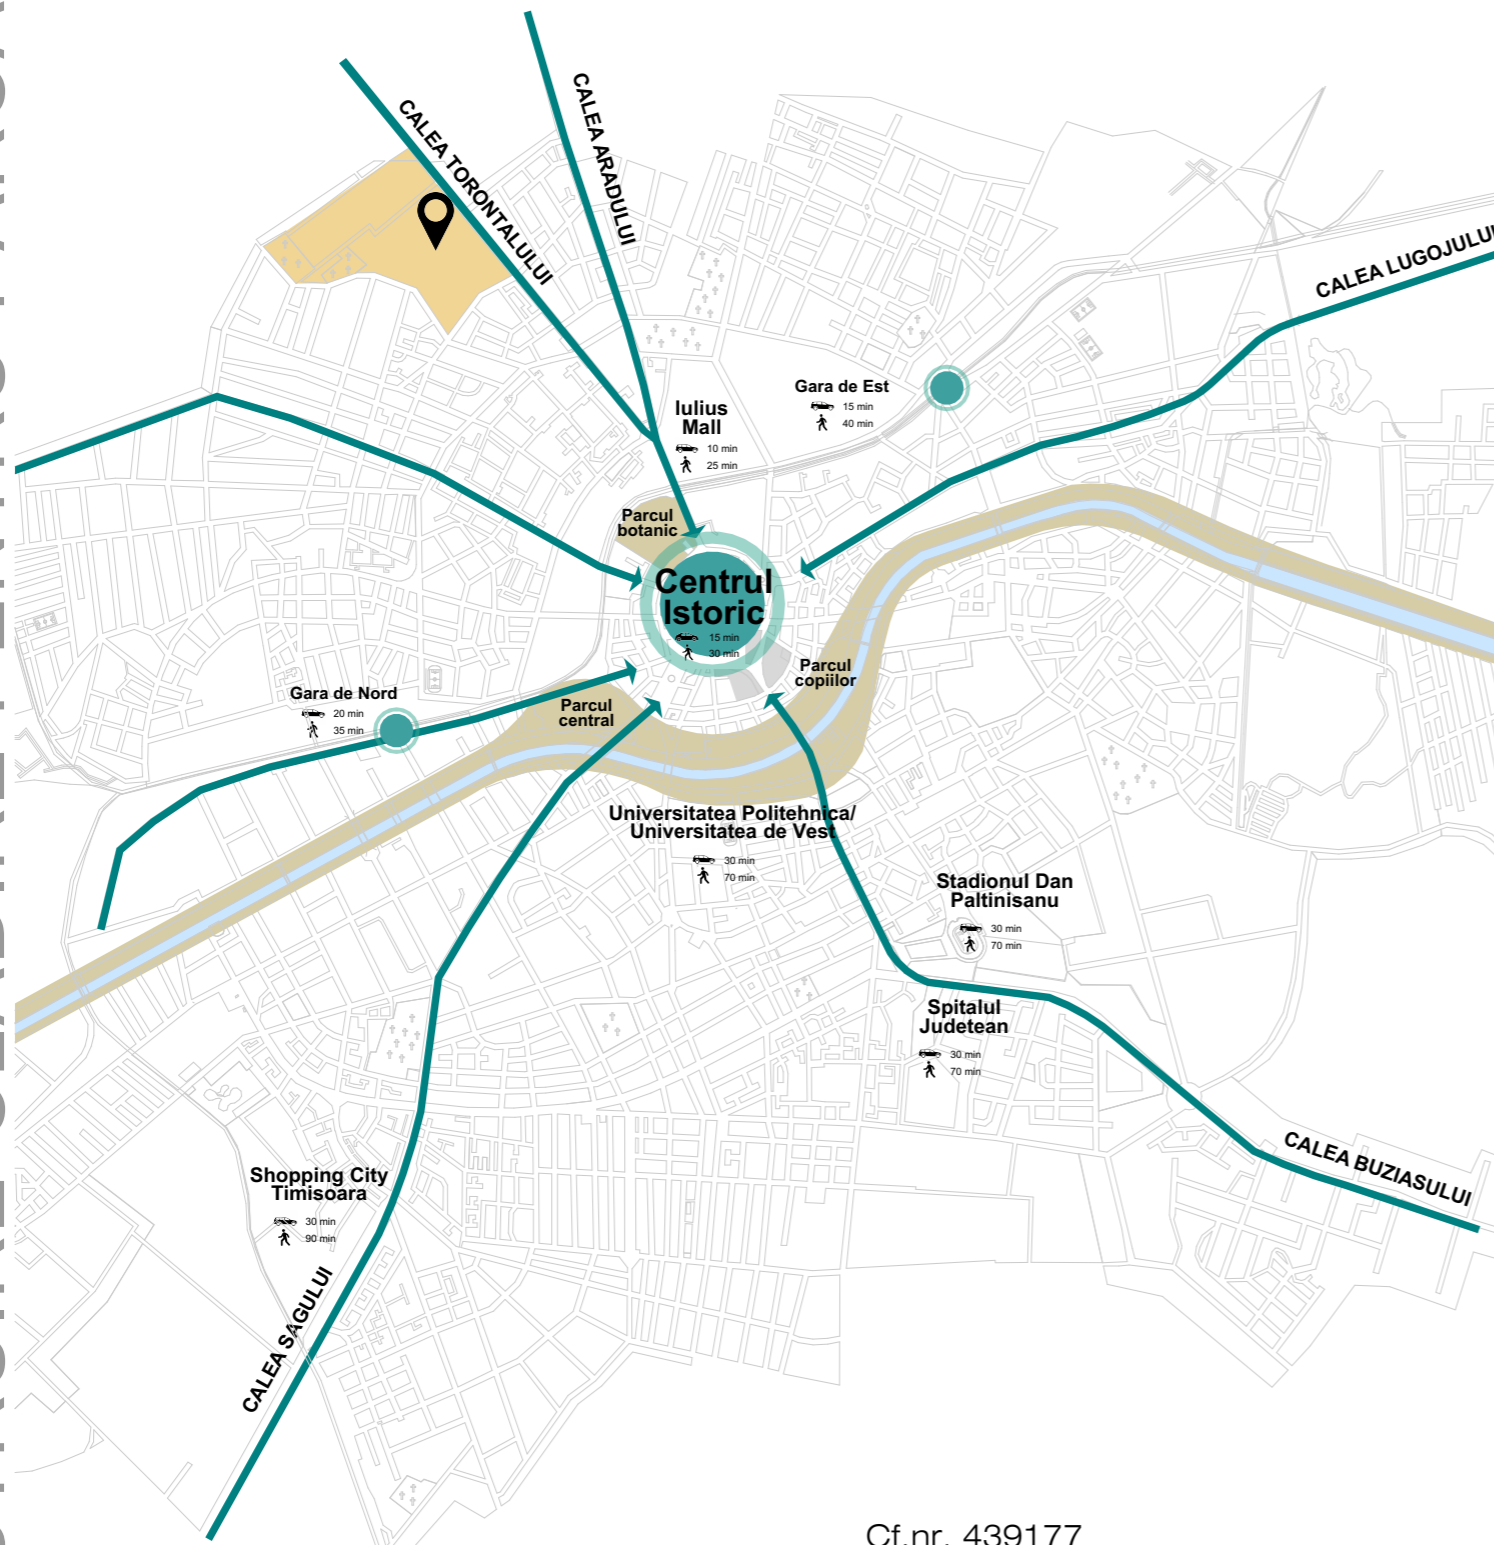 CALEA TORONTALULUI
CALEA ARADULUI
CALEA LUGOJULUI
Gara de Est
15 min
40 min
Iulius
Mall
10 min
25 min
Parcul
botanic
Centrul
Istoric
15 min
30 min
Parcul
copiilor
Gara de Nord
20 min
35 min
Parcul
central
Universitatea Politehnica/
Universitatea de Vest
30 min
70 min
Stadionul Dan
Paltinisanu
30 min
70 min
Spitalul
Judetean
30 min
70 min
CALEA BUZIASULUI
Shopping City
Timisoara
30 min
90 min
CALEA SAGULUI
Cf.nr. 439177